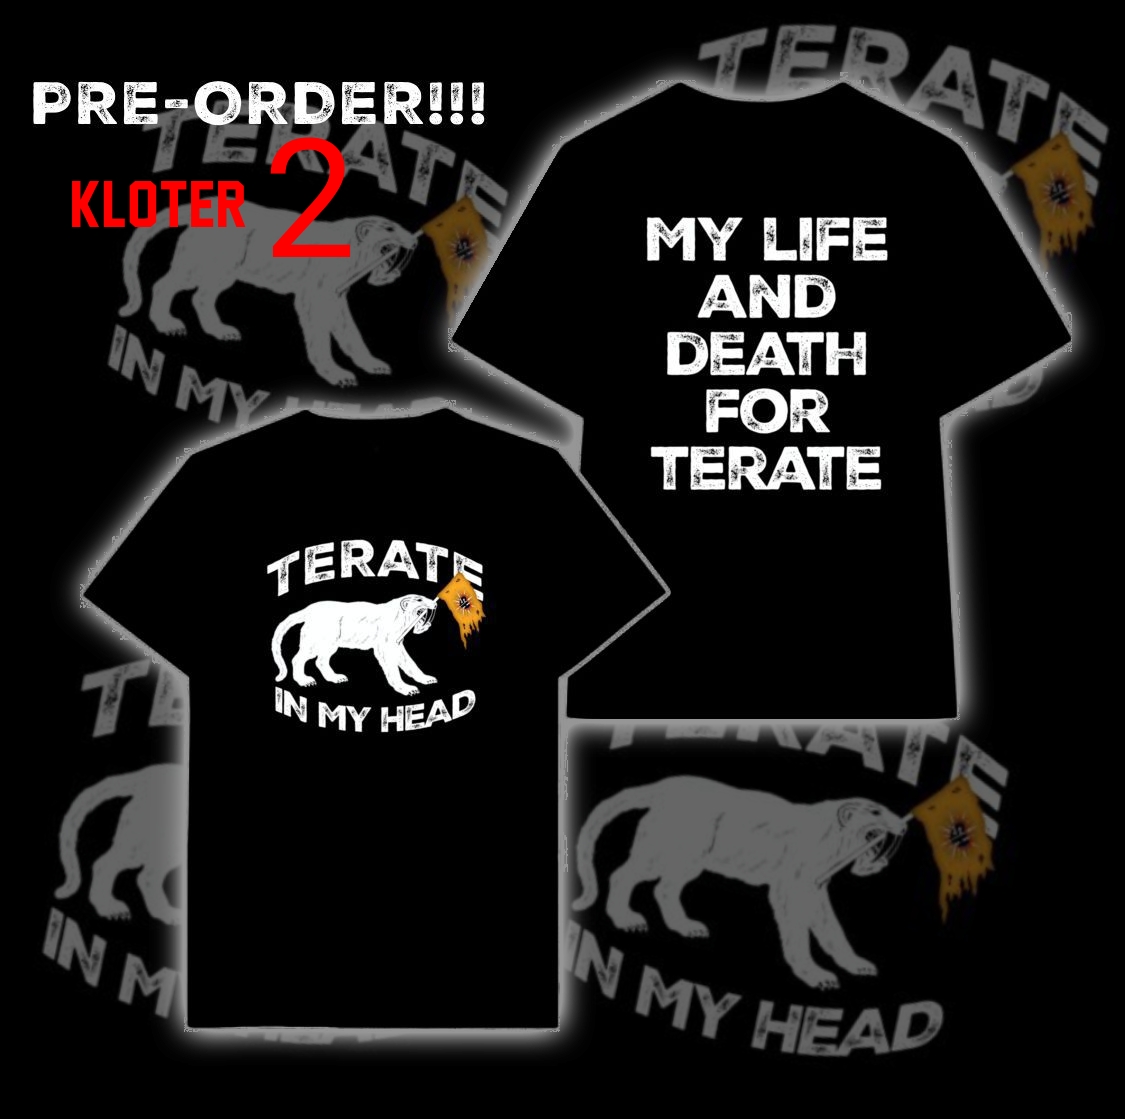 PRE-ORDER!!!
KLOTER 2
TERATE
IN MY HEAD
TERATE
MY LIFE
AND
DEATH
FOR
TERATE
TERATE
IN MY HEAD
TERATE
IN MY HEAD